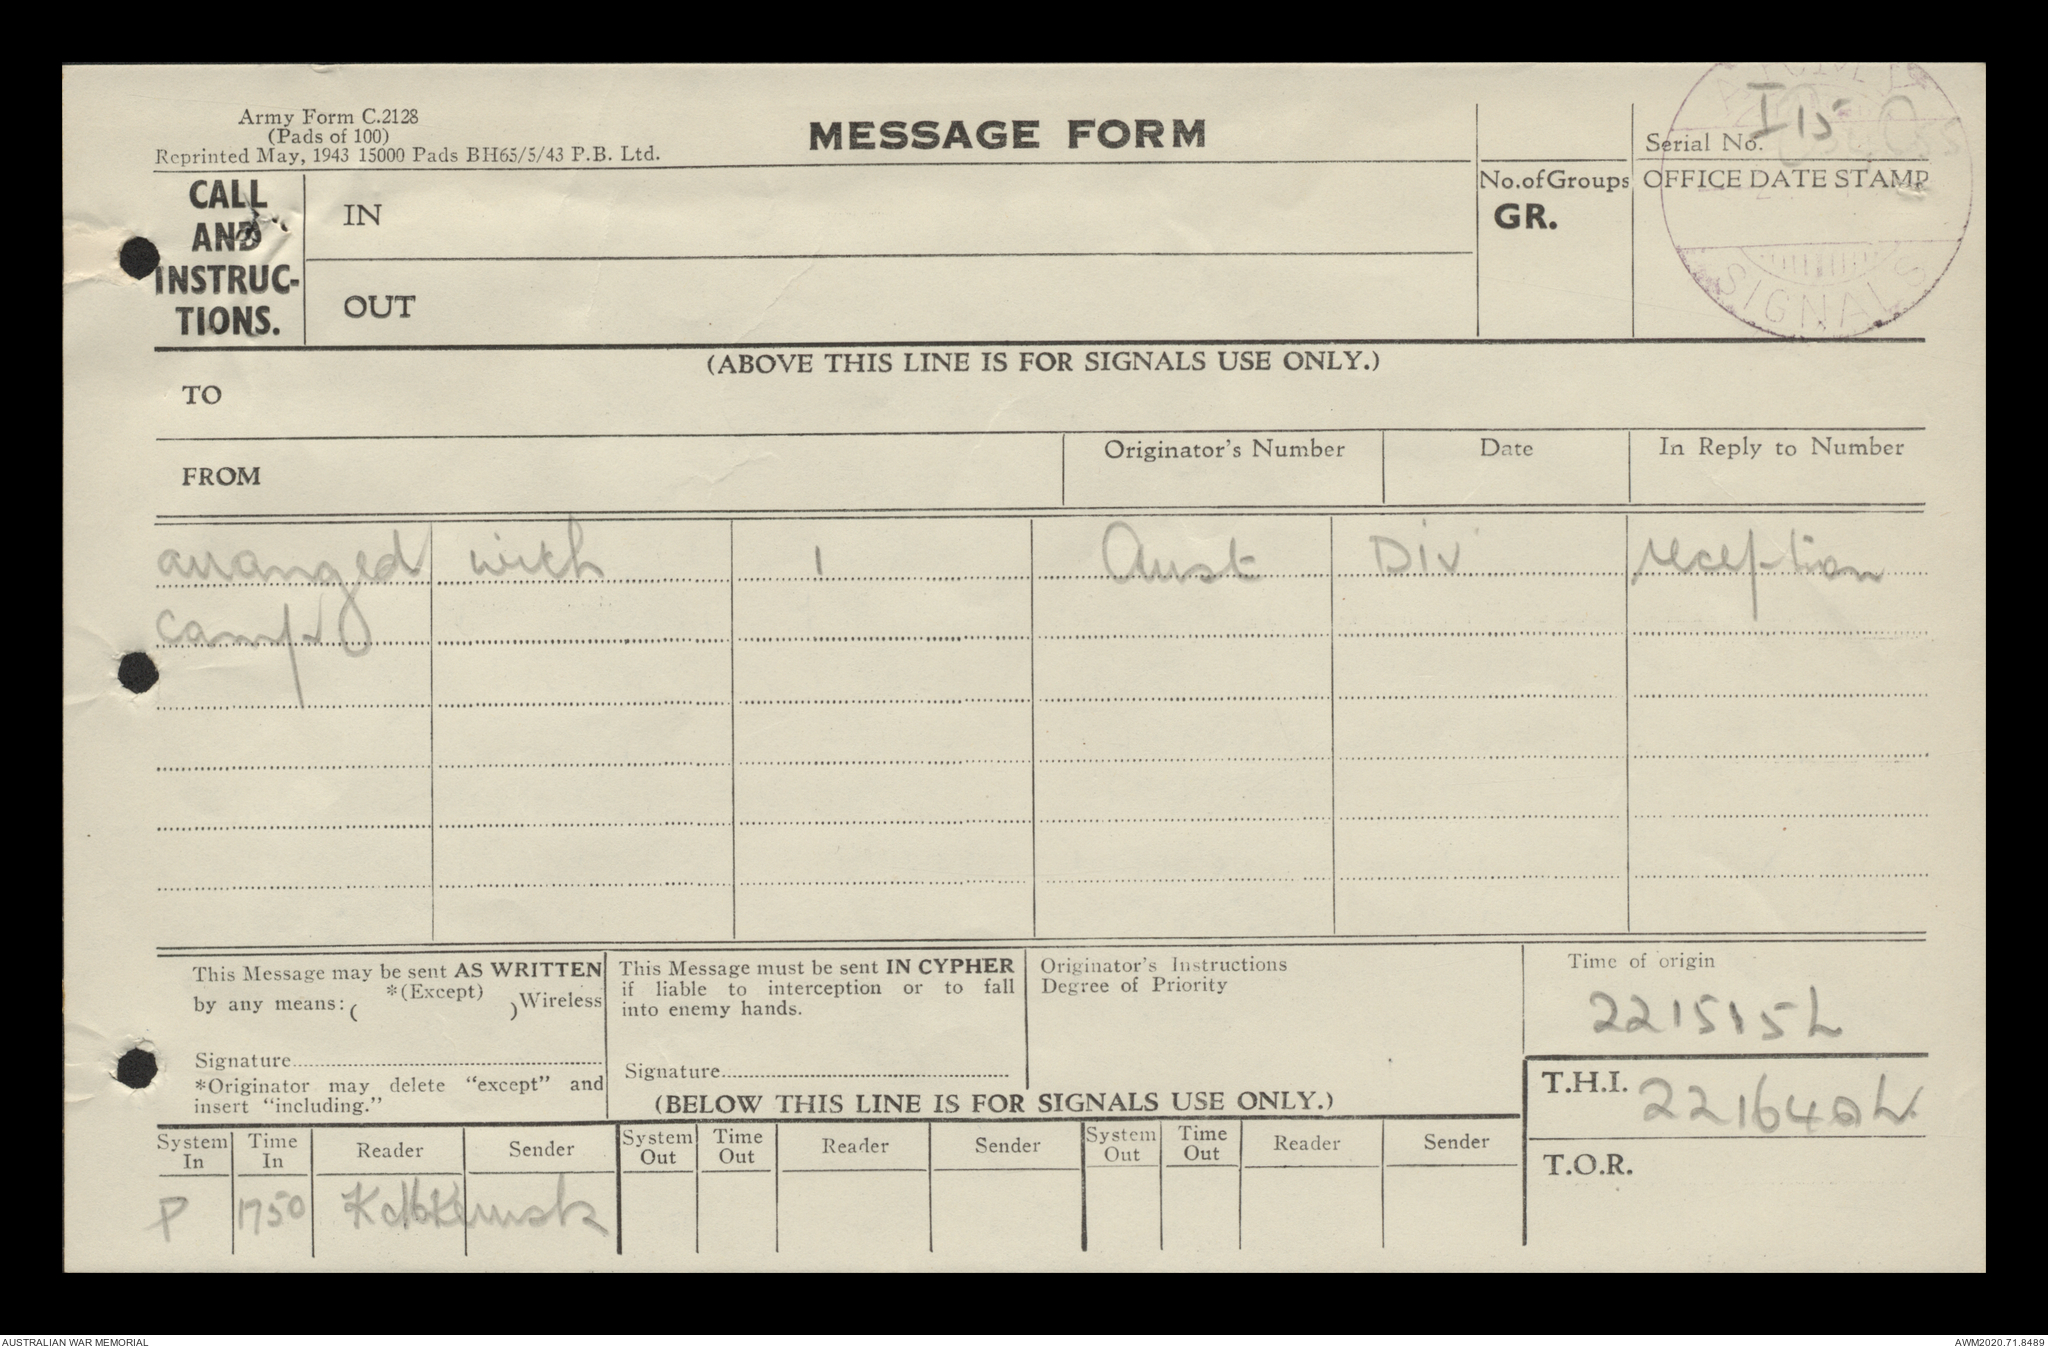 Army Form C.2128
(Pads of 100)
Reprinted May, 1943 15000 Pads BH65/5/43 P.B. Ltd.
MESSAGE FORM
Serial No.
CALL AND INSTRUC-TIONS.
IN
OUT
No. of Groups
GR.
OFFICE DATE STAMP
SIGNALS
(ABOVE THIS LINE IS FOR SIGNALS USE ONLY.)
TO
FROM
Originator's Number
Date
In Reply to Number
arranged with 1 Aust Div reception
camp
This Message may be sent AS WRITTEN
by any means: ( *(Except) ) Wireless
Signature
*Originator may delete "except" and
insert "including."
This Message must be sent IN CYPHER
if liable to interception or to fall
into enemy hands.
Signature
Originator's Instructions
Degree of Priority
Time of origin
221515L
T.H.I. 221640L
T.O.R.
(BELOW THIS LINE IS FOR SIGNALS USE ONLY.)
System In Time In Reader Sender System Out Time Out Reader Sender System Out Time Out Reader Sender
P 1750
AUSTRALIAN WAR MEMORIAL
AWM2020.71.8489